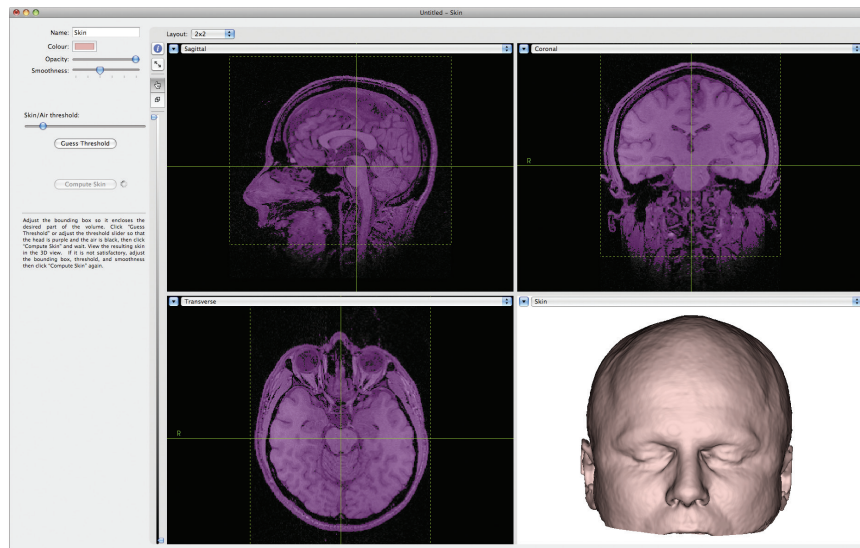 Untitled – Skin
Name: Skin
Colour:
Opacity:
Smoothness:
Skin/Air threshold:
Guess Threshold
Compute Skin
Adjust the bounding box so it encloses the
desired part of the volume. Click "Guess
Threshold" or adjust the threshold slider so that
the head is purple and the air is black, then click
"Compute Skin" and wait. View the resulting skin
in the 3D view. If it is not satisfactory, adjust
the bounding box, threshold, and smoothness
then click "Compute Skin" again.
Layout: 2x2
Sagittal
Coronal
R
Transverse
R
Skin